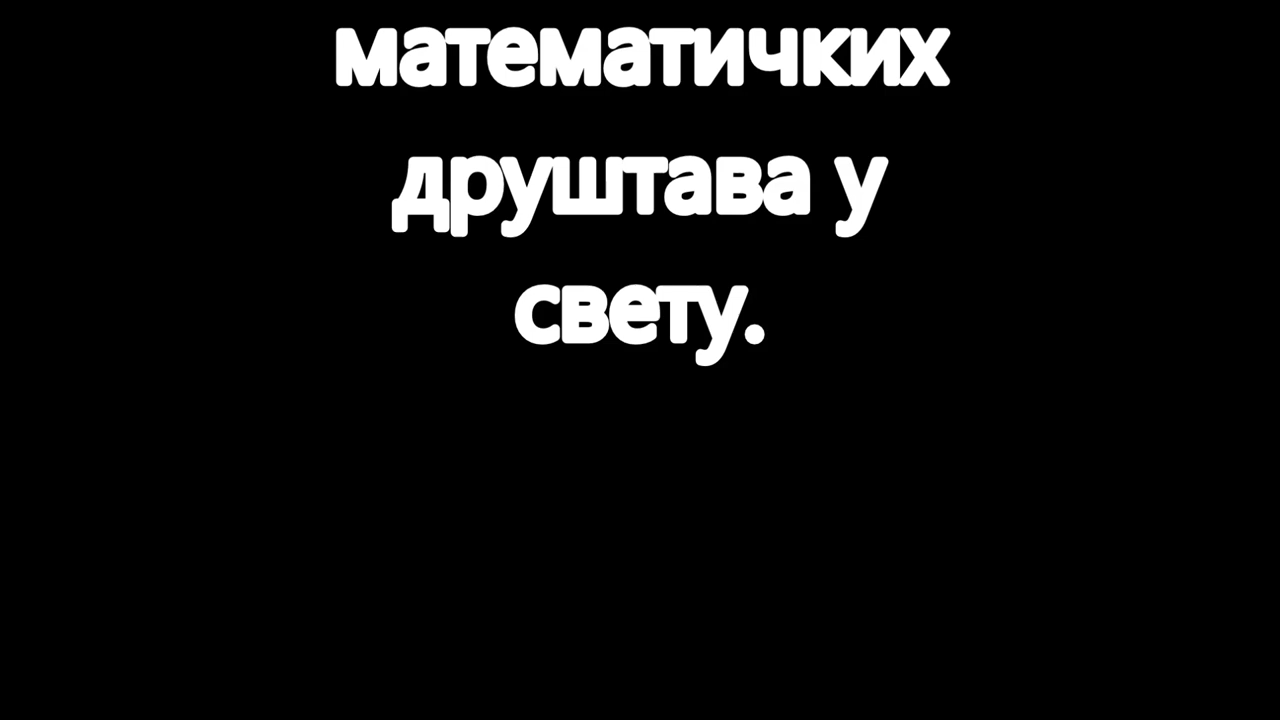 математичких
друштава у
свету.